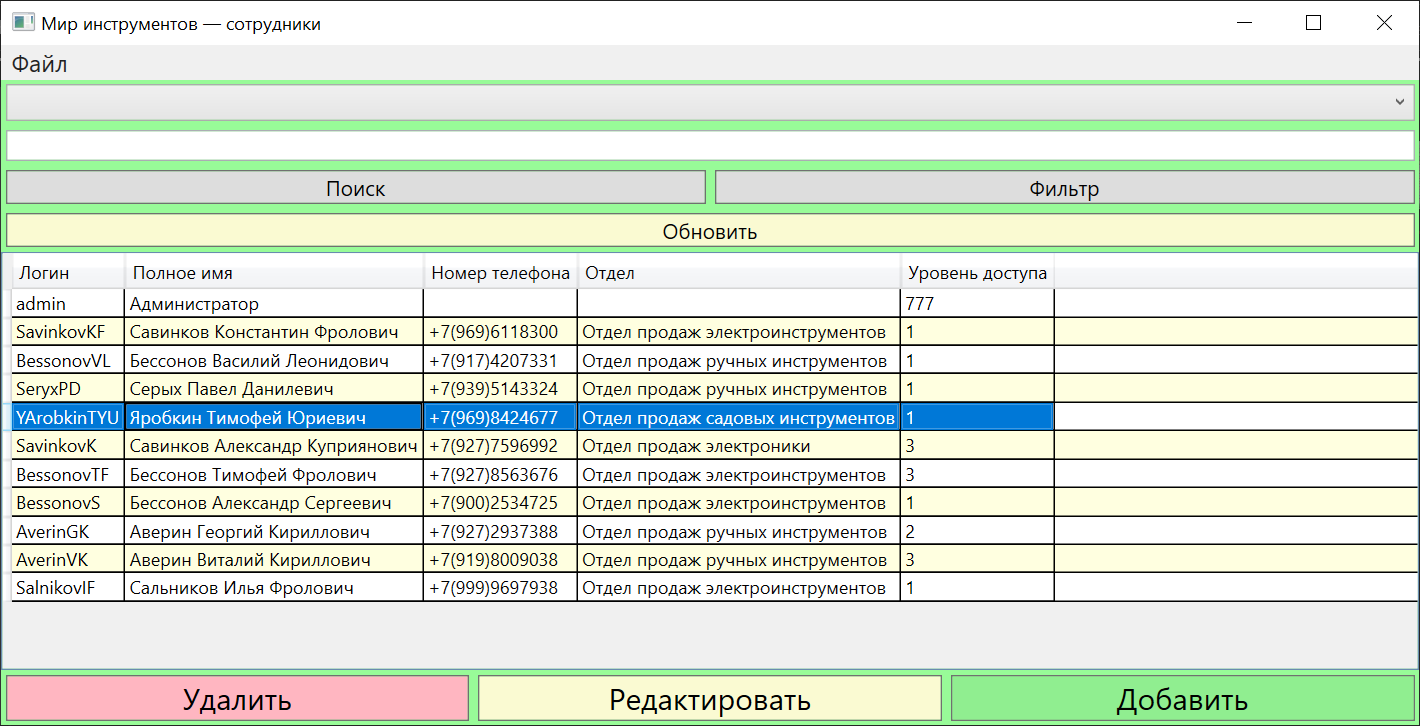 Мир инструментов — сотрудники
Файл
Поиск Фильтр
Обновить
Логин Полное имя Номер телефона Отдел Уровень доступа
admin Администратор 777
SavinkovKF Савинков Константин Фролович +7(969)6118300 Отдел продаж электроинструментов 1
BessonovVL Бессонов Василий Леонидович +7(917)4207331 Отдел продаж ручных инструментов 1
SeryxPD Серых Павел Данилевич +7(939)5143324 Отдел продаж ручных инструментов 1
YArobkinTYU Яробкин Тимофей Юриевич +7(969)8424677 Отдел продаж садовых инструментов 1
SavinkovK Савинков Александр Куприянович +7(927)7596992 Отдел продаж электроники 3
BessonovTF Бессонов Тимофей Фролович +7(927)8563676 Отдел продаж электроинструментов 3
BessonovS Бессонов Александр Сергеевич +7(900)2534725 Отдел продаж электроинструментов 1
AverinGK Аверин Георгий Кириллович +7(927)2937388 Отдел продаж ручных инструментов 2
AverinVK Аверин Виталий Кириллович +7(919)8009038 Отдел продаж ручных инструментов 3
SalnikovIF Сальников Илья Фролович +7(999)9697938 Отдел продаж электроинструментов 1
Удалить Редактировать Добавить